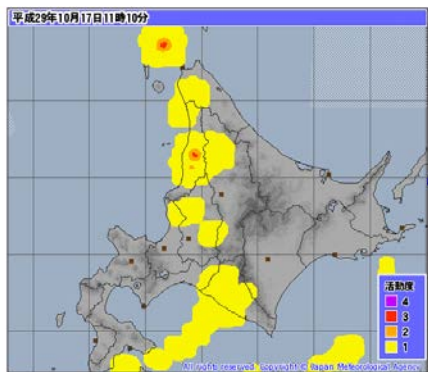 平成29年10月17日11時10分
活動度
4
3
2
1
All rights reserved. copyright © Japan Meteorological Agency